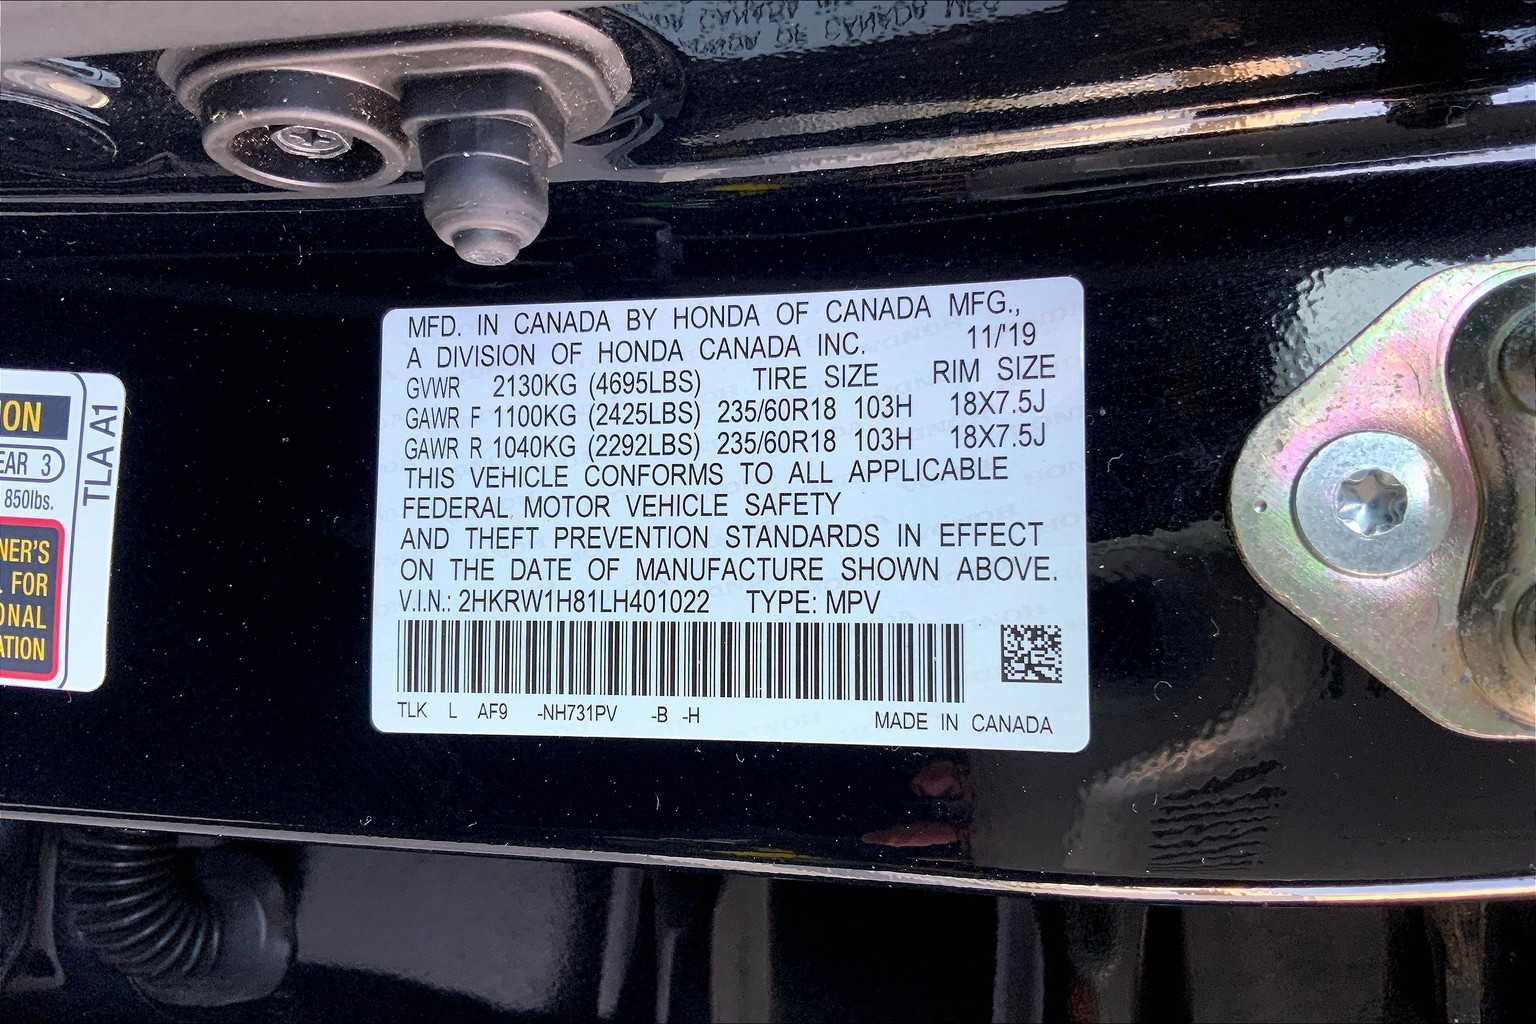 MFD. IN CANADA BY HONDA OF CANADA MFG.,
A DIVISION OF HONDA CANADA INC. 11/'19
GVWR 2130KG (4695LBS) TIRE SIZE RIM SIZE
GAWR F 1100KG (2425LBS) 235/60R18 103H 18X7.5J
GAWR R 1040KG (2292LBS) 235/60R18 103H 18X7.5J
THIS VEHICLE CONFORMS TO ALL APPLICABLE
FEDERAL MOTOR VEHICLE SAFETY
AND THEFT PREVENTION STANDARDS IN EFFECT
ON THE DATE OF MANUFACTURE SHOWN ABOVE.
V.I.N.: 2HKRW1H81LH401022 TYPE: MPV
TLK L AF9 -NH731PV -B -H MADE IN CANADA
ION
EAR 3
850lbs.
NER'S
L FOR
ONAL
ATION
TLA A1